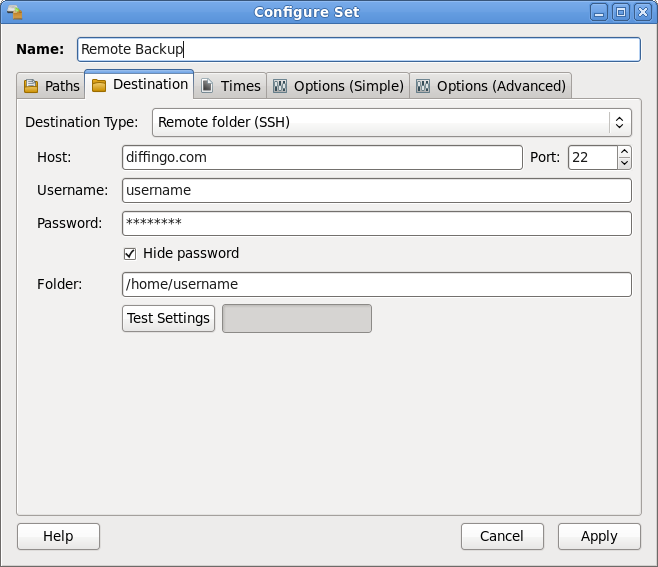 Configure Set
Name: Remote Backup
Paths Destination Times Options (Simple) Options (Advanced)
Destination Type: Remote folder (SSH)
Host: diffingo.com Port: 22
Username: username
Password: ********
Hide password
Folder: /home/username
Test Settings
Help Cancel Apply